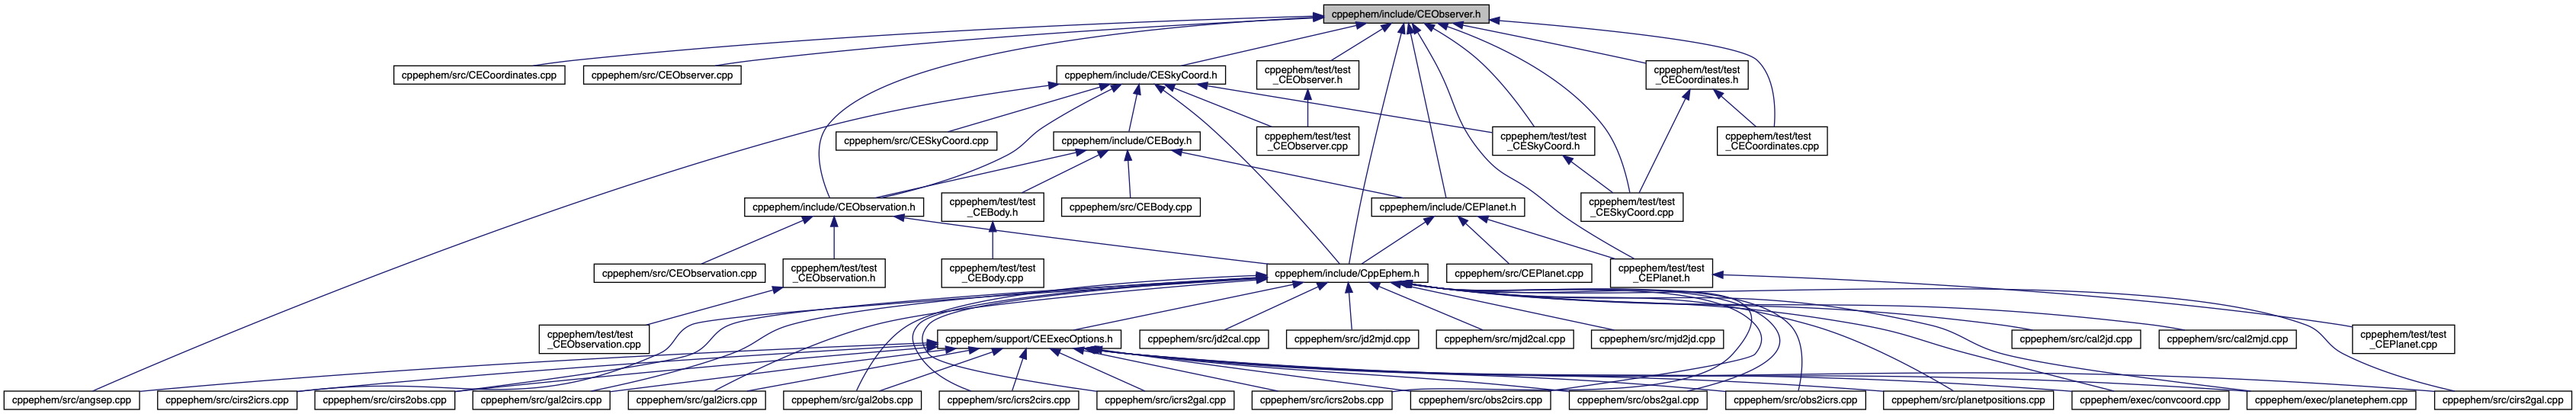 cppephem/include/CEObserver.h
cppephem/src/CECoordinates.cpp
cppephem/src/CEObserver.cpp
cppephem/include/CESkyCoord.h
cppephem/test/test
_CEObserver.h
cppephem/test/test
_CECoordinates.h
cppephem/src/CESkyCoord.cpp
cppephem/include/CEBody.h
cppephem/test/test
_CEObserver.cpp
cppephem/test/test
_CESkyCoord.h
cppephem/test/test
_CECoordinates.cpp
cppephem/include/CEObservation.h
cppephem/test/test
_CEBody.h
cppephem/src/CEBody.cpp
cppephem/include/CEPlanet.h
cppephem/test/test
_CESkyCoord.cpp
cppephem/src/CEObservation.cpp
cppephem/test/test
_CEObservation.h
cppephem/test/test
_CEBody.cpp
cppephem/include/CppEphem.h
cppephem/src/CEPlanet.cpp
cppephem/test/test
_CEPlanet.h
cppephem/test/test
_CEObservation.cpp
cppephem/support/CEExecOptions.h
cppephem/src/jd2cal.cpp
cppephem/src/jd2mjd.cpp
cppephem/src/mjd2cal.cpp
cppephem/src/mjd2jd.cpp
cppephem/src/cal2jd.cpp
cppephem/src/cal2mjd.cpp
cppephem/test/test
_CEPlanet.cpp
cppephem/src/angsep.cpp
cppephem/src/cirs2icrs.cpp
cppephem/src/cirs2obs.cpp
cppephem/src/gal2cirs.cpp
cppephem/src/gal2icrs.cpp
cppephem/src/gal2obs.cpp
cppephem/src/icrs2cirs.cpp
cppephem/src/icrs2gal.cpp
cppephem/src/icrs2obs.cpp
cppephem/src/obs2cirs.cpp
cppephem/src/obs2gal.cpp
cppephem/src/obs2icrs.cpp
cppephem/src/planetpositions.cpp
cppephem/exec/convcoord.cpp
cppephem/exec/planetephem.cpp
cppephem/src/cirs2gal.cpp